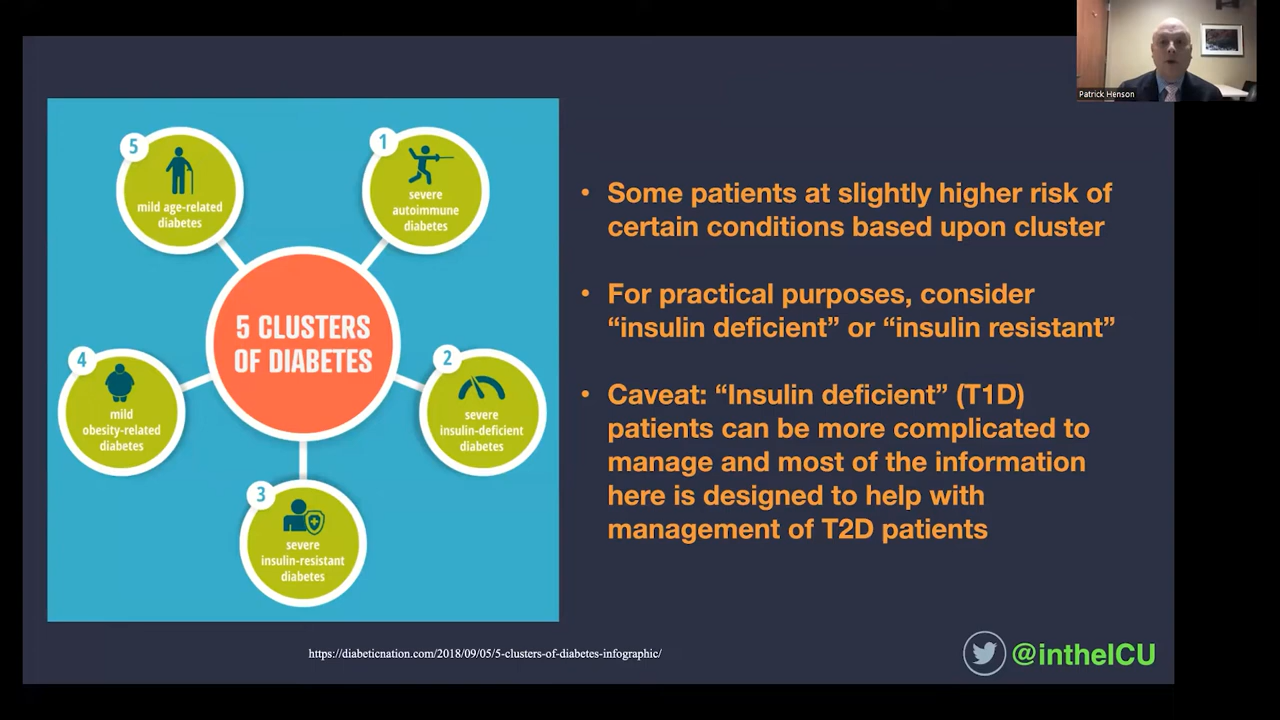 Patrick Henson
5
mild age-related
diabetes
1
severe
autoimmune
diabetes
5 CLUSTERS
OF DIABETES
4
mild
obesity-related
diabetes
2
severe
insulin-deficient
diabetes
3
severe
insulin-resistant
diabetes
• Some patients at slightly higher risk of
certain conditions based upon cluster
• For practical purposes, consider
“insulin deficient” or “insulin resistant”
• Caveat: “Insulin deficient” (T1D)
patients can be more complicated to
manage and most of the information
here is designed to help with
management of T2D patients
https://diabeticnation.com/2018/09/05/5-clusters-of-diabetes-infographic/
@intheICU